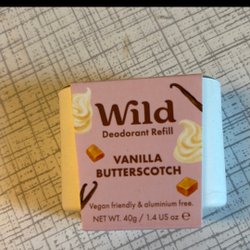 Wild
Deodorant Refill
VANILLA
BUTTERSCOTCH
Vegan friendly & aluminium free.
NET WT. 40g / 1.4 US oz e